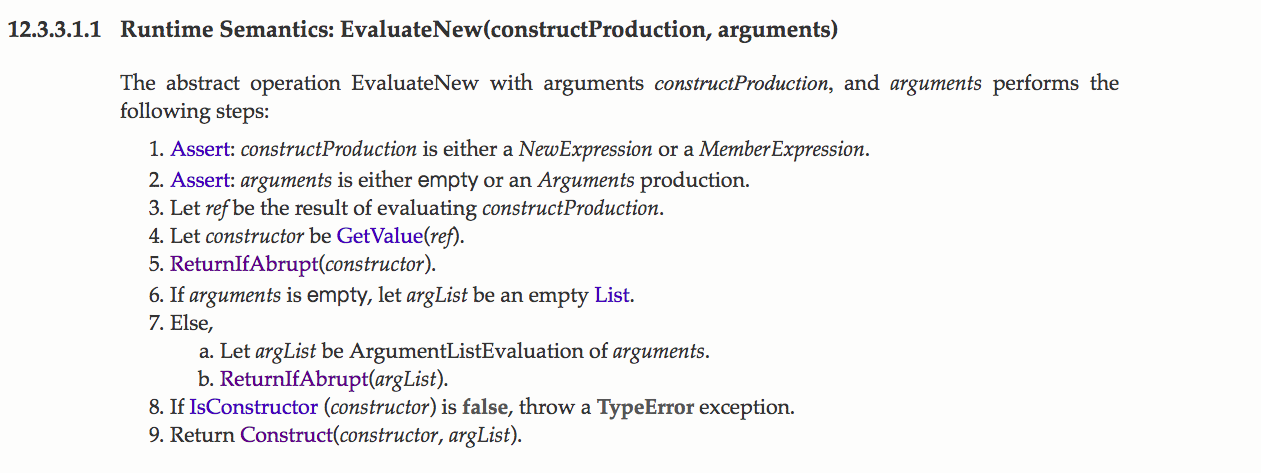 12.3.3.1.1 Runtime Semantics: EvaluateNew(constructProduction, arguments)
The abstract operation EvaluateNew with arguments constructProduction, and arguments performs the
following steps:
1. Assert: constructProduction is either a NewExpression or a MemberExpression.
2. Assert: arguments is either empty or an Arguments production.
3. Let ref be the result of evaluating constructProduction.
4. Let constructor be GetValue(ref).
5. ReturnIfAbrupt(constructor).
6. If arguments is empty, let argList be an empty List.
7. Else,
a. Let argList be ArgumentListEvaluation of arguments.
b. ReturnIfAbrupt(argList).
8. If IsConstructor (constructor) is false, throw a TypeError exception.
9. Return Construct(constructor, argList).